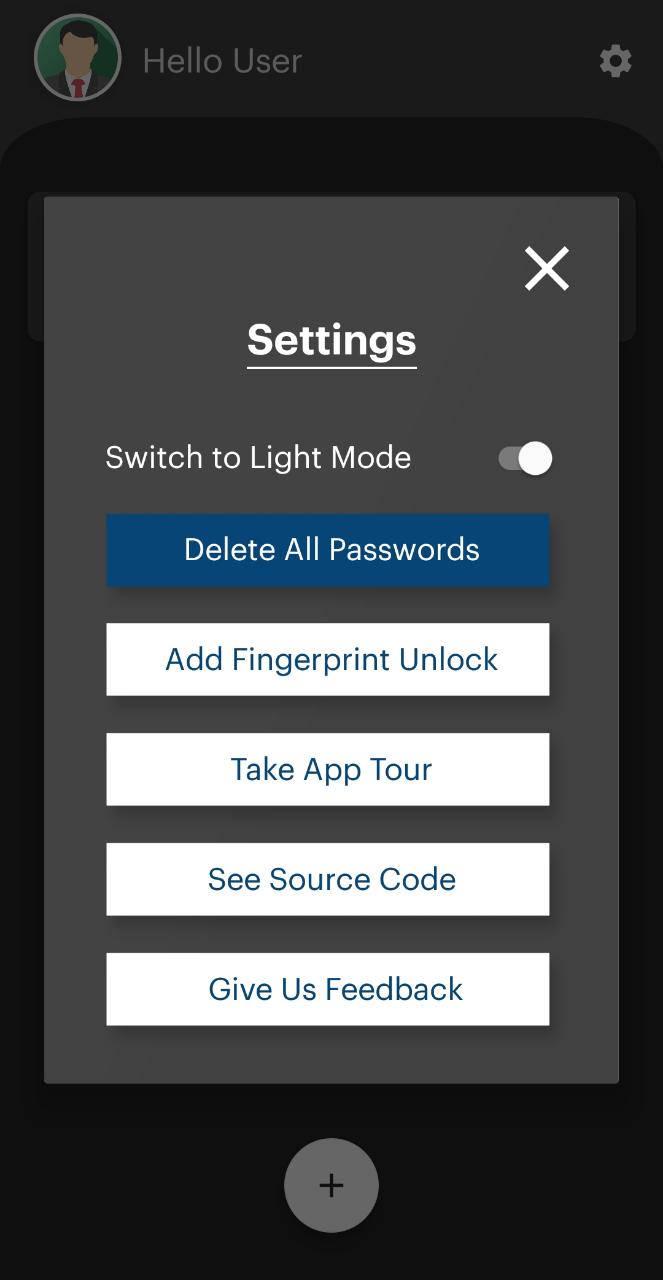 Hello User
Settings
Switch to Light Mode
Delete All Passwords
Add Fingerprint Unlock
Take App Tour
See Source Code
Give Us Feedback
+